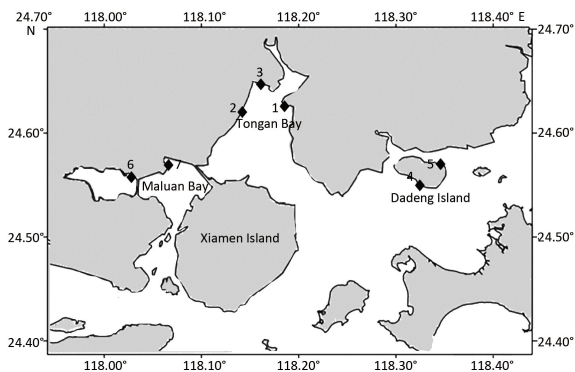 24.70° 118.00° 118.10° 118.20° 118.30° 118.40° E
N 24.70°
3
2 1
Tongan Bay
24.60° 24.60°
6 7 5
4
Maluan Bay
Dadeng Island
Xiamen Island
24.50° 24.50°
24.40° 24.40°
118.00° 118.10° 118.20° 118.30° 118.40°